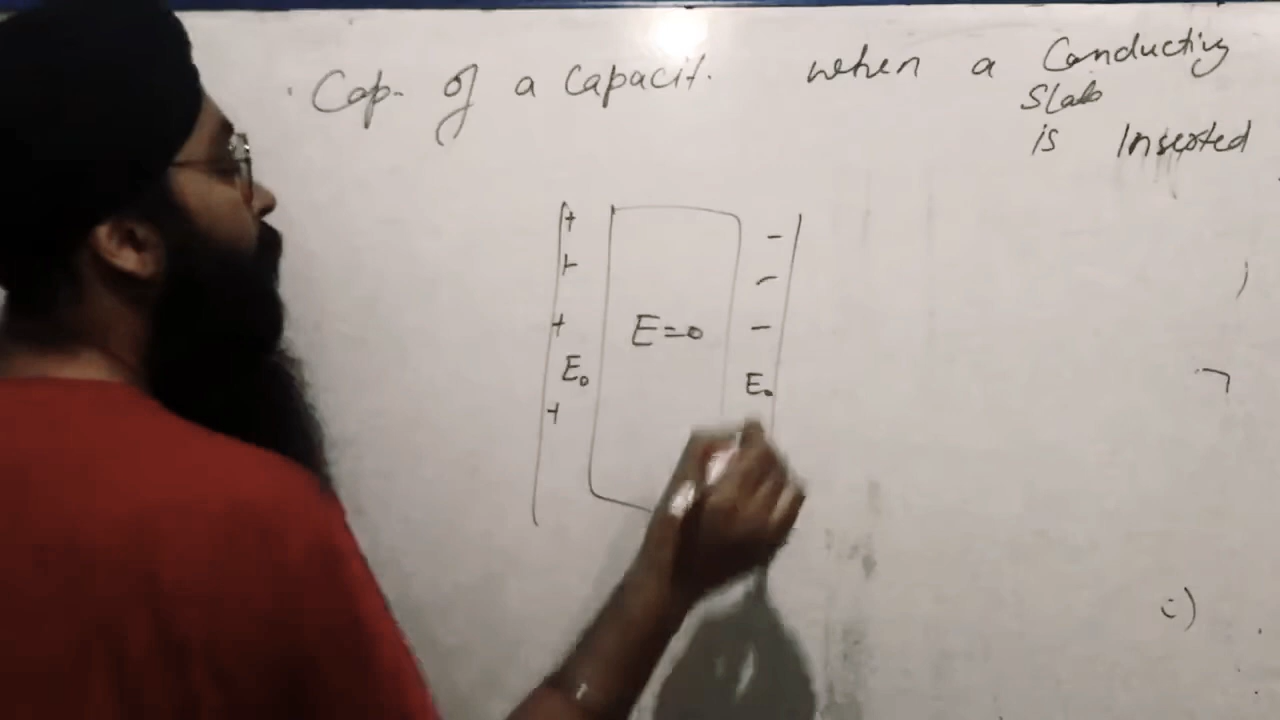 Cap. of a Capacit. when a Conducting
Slab
is Inserted
+ -
+ -
+ E=0 -
E₀ E₀
+